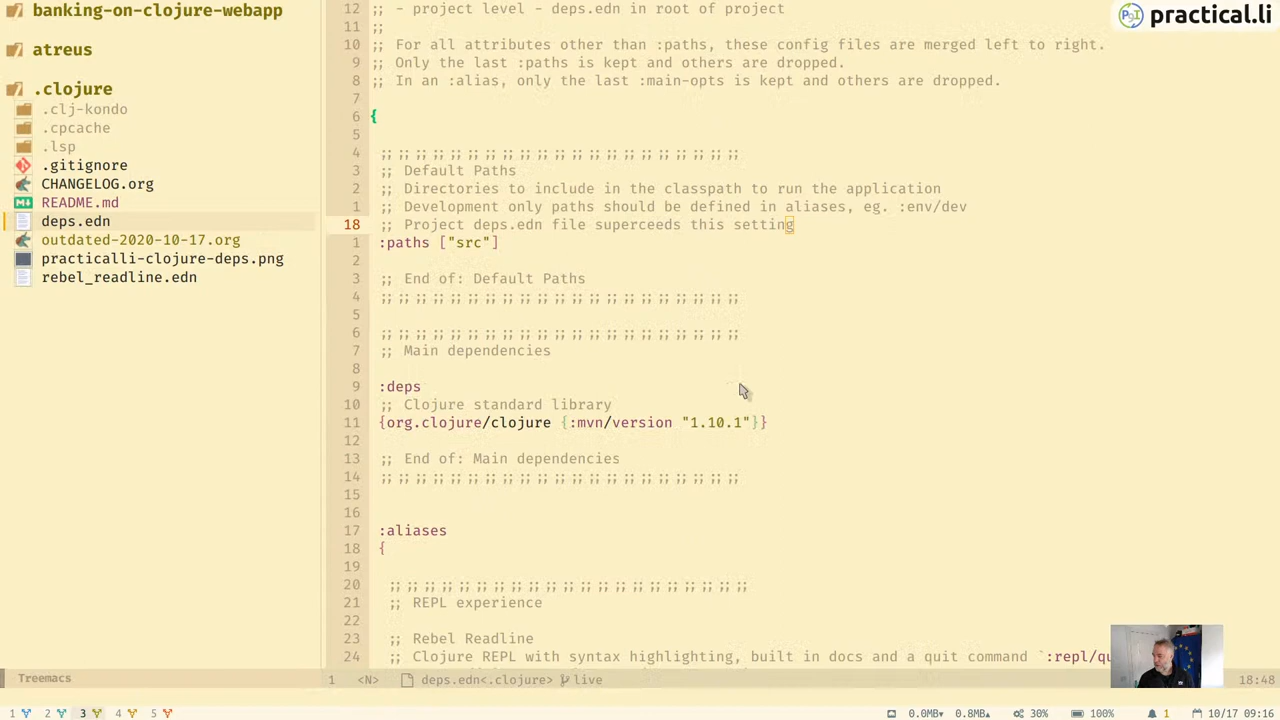 banking-on-clojure-webapp
atreus
.clojure
.clj-kondo
.cpcache
.lsp
.gitignore
CHANGELOG.org
README.md
deps.edn
outdated-2020-10-17.org
practicalli-clojure-deps.png
rebel_readline.edn
12 ;; - project level - deps.edn in root of project
11 ;;
10 ;; For all attributes other than :paths, these config files are merged left to right.
9 ;; Only the last :paths is kept and others are dropped.
8 ;; In an :alias, only the last :main-opts is kept and others are dropped.
7
6 {
5
4 ;; ;; ;; ;; ;; ;; ;; ;; ;; ;; ;; ;; ;; ;; ;; ;; ;; ;; ;; ;; ;;
3 ;; Default Paths
2 ;; Directories to include in the classpath to run the application
1 ;; Development only paths should be defined in aliases, eg. :env/dev
18 ;; Project deps.edn file superceeds this setting
1 :paths ["src"]
2
3 ;; End of: Default Paths
4 ;; ;; ;; ;; ;; ;; ;; ;; ;; ;; ;; ;; ;; ;; ;; ;; ;; ;; ;; ;; ;;
5
6 ;; ;; ;; ;; ;; ;; ;; ;; ;; ;; ;; ;; ;; ;; ;; ;; ;; ;; ;; ;; ;;
7 ;; Main dependencies
8
9 :deps
10 ;; Clojure standard library
11 {org.clojure/clojure {:mvn/version "1.10.1"}}
12
13 ;; End of: Main dependencies
14 ;; ;; ;; ;; ;; ;; ;; ;; ;; ;; ;; ;; ;; ;; ;; ;; ;; ;; ;; ;; ;;
15
16
17 :aliases
18 {
19
20 ;; ;; ;; ;; ;; ;; ;; ;; ;; ;; ;; ;; ;; ;; ;; ;; ;; ;; ;; ;; ;;
21 ;; REPL experience
22
23 ;; Rebel Readline
24 ;; Clojure REPL with syntax highlighting, built in docs and a quit command `:repl/qu
practical.li
Treemacs
1 <N> deps.edn<.clojure> live 18:48
1 2 3 4 5 0.0MB 0.8MB 30% 100% 1 10/17 09:16